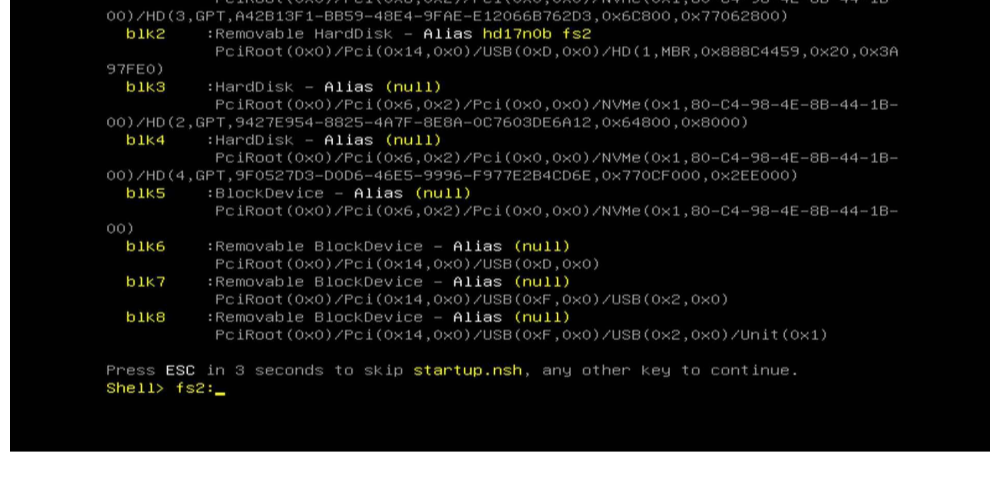 00)/HD(3,GPT,A42B13F1-BB59-48E4-9FAE-E12066B762D3,0x6C800,0x77062800)
blk2 :Removable HardDisk - Alias hd17n0b fs2
PciRoot(0x0)/Pci(0x14,0x0)/USB(0xD,0x0)/HD(1,MBR,0x888C4459,0x20,0x3A
97FE0)
blk3 :HardDisk - Alias (null)
PciRoot(0x0)/Pci(0x6,0x2)/Pci(0x0,0x0)/NVMe(0x1,80-C4-98-4E-8B-44-1B-
00)/HD(2,GPT,9427E954-8825-4A7F-8E8A-0C7603DE6A12,0x64800,0x8000)
blk4 :HardDisk - Alias (null)
PciRoot(0x0)/Pci(0x6,0x2)/Pci(0x0,0x0)/NVMe(0x1,80-C4-98-4E-8B-44-1B-
00)/HD(4,GPT,9F0527D3-D0D6-46E5-9996-F977E2B4CD6E,0x770CF000,0x2EE000)
blk5 :BlockDevice - Alias (null)
PciRoot(0x0)/Pci(0x6,0x2)/Pci(0x0,0x0)/NVMe(0x1,80-C4-98-4E-8B-44-1B-
00)
blk6 :Removable BlockDevice - Alias (null)
PciRoot(0x0)/Pci(0x14,0x0)/USB(0xD,0x0)
blk7 :Removable BlockDevice - Alias (null)
PciRoot(0x0)/Pci(0x14,0x0)/USB(0xF,0x0)/USB(0x2,0x0)
blk8 :Removable BlockDevice - Alias (null)
PciRoot(0x0)/Pci(0x14,0x0)/USB(0xF,0x0)/USB(0x2,0x0)/Unit(0x1)
Press ESC in 3 seconds to skip startup.nsh, any other key to continue.
Shell> fs2:_